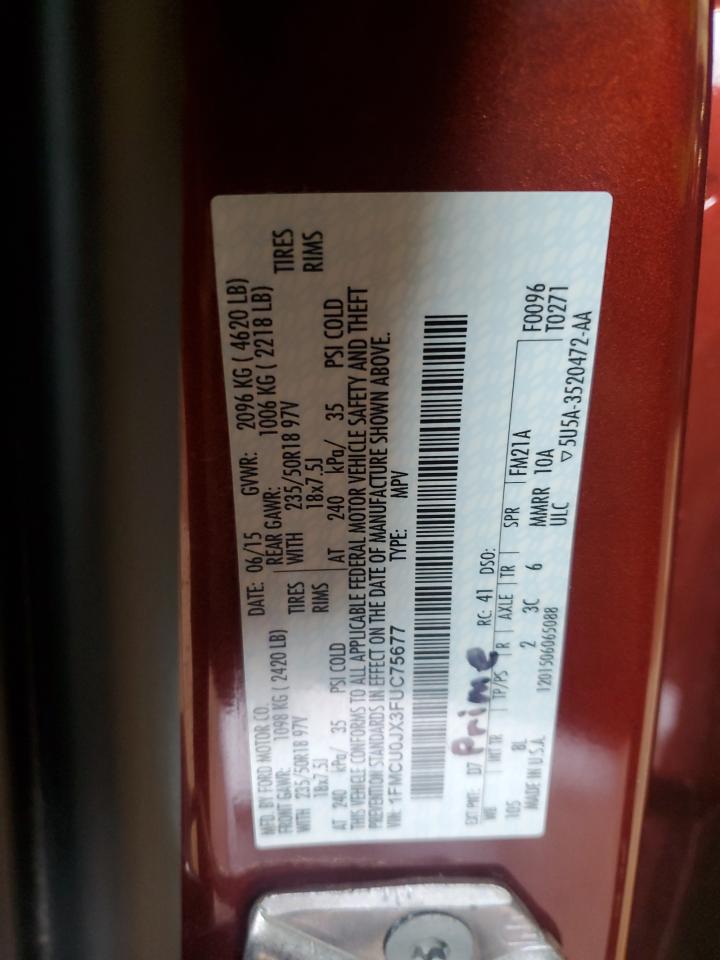 MFD. BY FORD MOTOR CO.
DATE: 06/15 GVWR: 2096 KG ( 4620 LB)
FRONT GAWR: 1098 KG ( 2420 LB) REAR GAWR: 1006 KG ( 2218 LB)
WITH 235/50R18 97V TIRES WITH 235/50R18 97V TIRES
18x7.5J RIMS 18x7.5J RIMS
AT 240 kPa/ 35 PSI COLD AT 240 kPa/ 35 PSI COLD
THIS VEHICLE CONFORMS TO ALL APPLICABLE FEDERAL MOTOR VEHICLE SAFETY AND THEFT
PREVENTION STANDARDS IN EFFECT ON THE DATE OF MANUFACTURE SHOWN ABOVE.
VIN: 1FMCU0JX3FUC75677 TYPE: MPV
EXT PNT: D7 Prime RC: 41 DSO:
WB INT TR TP/PS R AXLE TR SPR FM21A F0096
105 8L 2 3C 6 MMRR 10A T0271
MADE IN U.S.A. 1201506065088 ULC ▽5U5A-3520472-AA